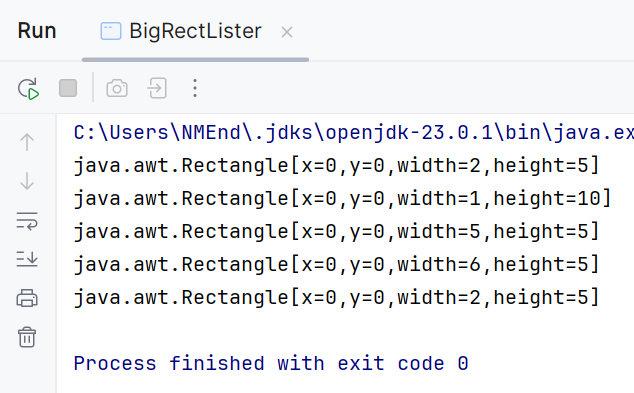 Run
BigRectLister
C:\Users\NMEnd\.jdks\openjdk-23.0.1\bin\java.ex
java.awt.Rectangle[x=0,y=0,width=2,height=5]
java.awt.Rectangle[x=0,y=0,width=1,height=10]
java.awt.Rectangle[x=0,y=0,width=5,height=5]
java.awt.Rectangle[x=0,y=0,width=6,height=5]
java.awt.Rectangle[x=0,y=0,width=2,height=5]
Process finished with exit code 0